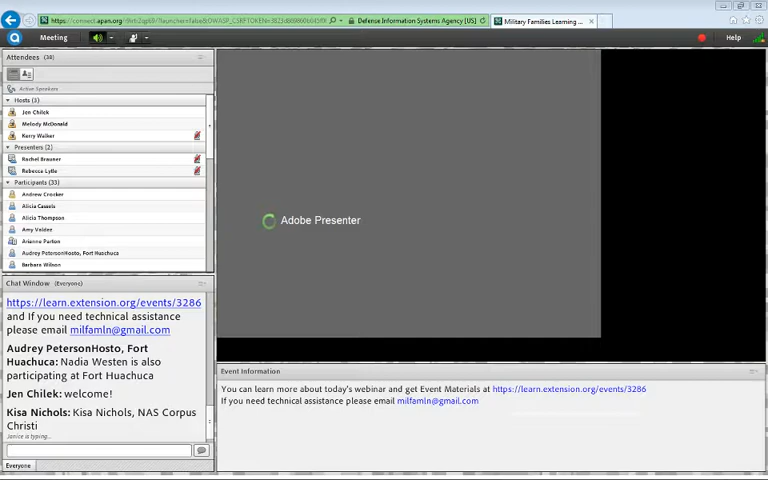 Defense Information Systems Agency [US]
Military Families Learning ...
Meeting
Help
Attendees (38)
Active Speakers
Hosts (3)
Jen Chilek
Melody McDonald
Kerry Walker
Presenters (2)
Rachel Brauner
Rebecca Lytle
Participants (33)
Andrew Crocker
Alicia Cassels
Alicia Thompson
Amy Valdez
Arianne Parton
Audrey PetersonHosto, Fort Huachuca
Barbara Wilson
Adobe Presenter
Chat Window (Everyone)
https://learn.extension.org/events/3286
and If you need technical assistance
please email milfamln@gmail.com
Audrey PetersonHosto, Fort
Huachuca: Nadia Westen is also
participating at Fort Huachuca
Jen Chilek: welcome!
Kisa Nichols: Kisa Nichols, NAS Corpus
Christi
Janice is typing...
Everyone
Event Information
You can learn more about today's webinar and get Event Materials at https://learn.extension.org/events/3286
If you need technical assistance please email milfamln@gmail.com